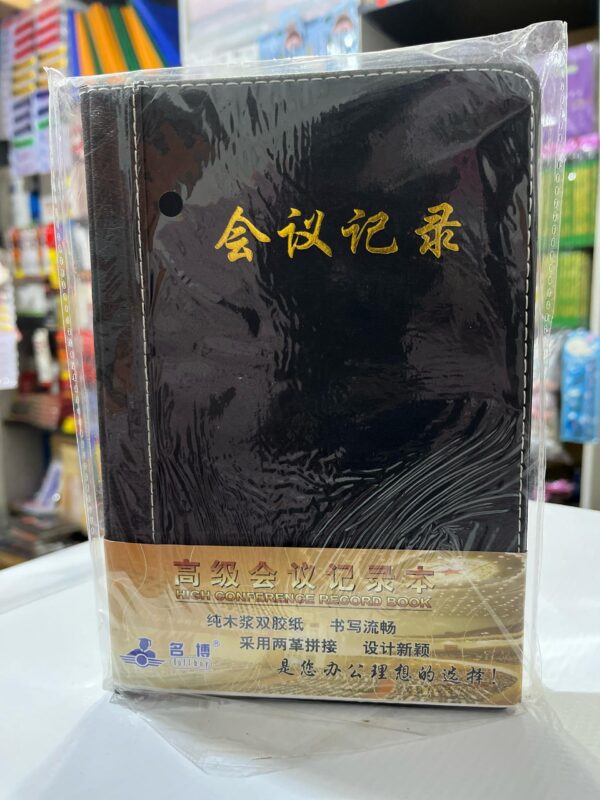 会议记录
高级会议记录本
HIGH CONFERENCE RECORD BOOK
纯木浆双胶纸 书写流畅
采用两革拼接 设计新颖
名博®
是您办公理想的选择!